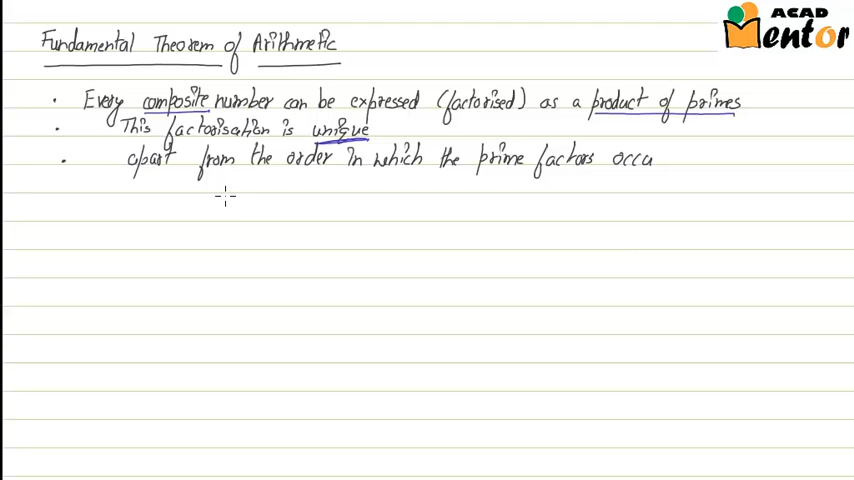 Fundamental Theorem of Arithmetic
ACAD
Mentor
· Every composite number can be expressed (factorised) as a product of primes
· This factorisation is unique
· apart from the order in which the prime factors occu